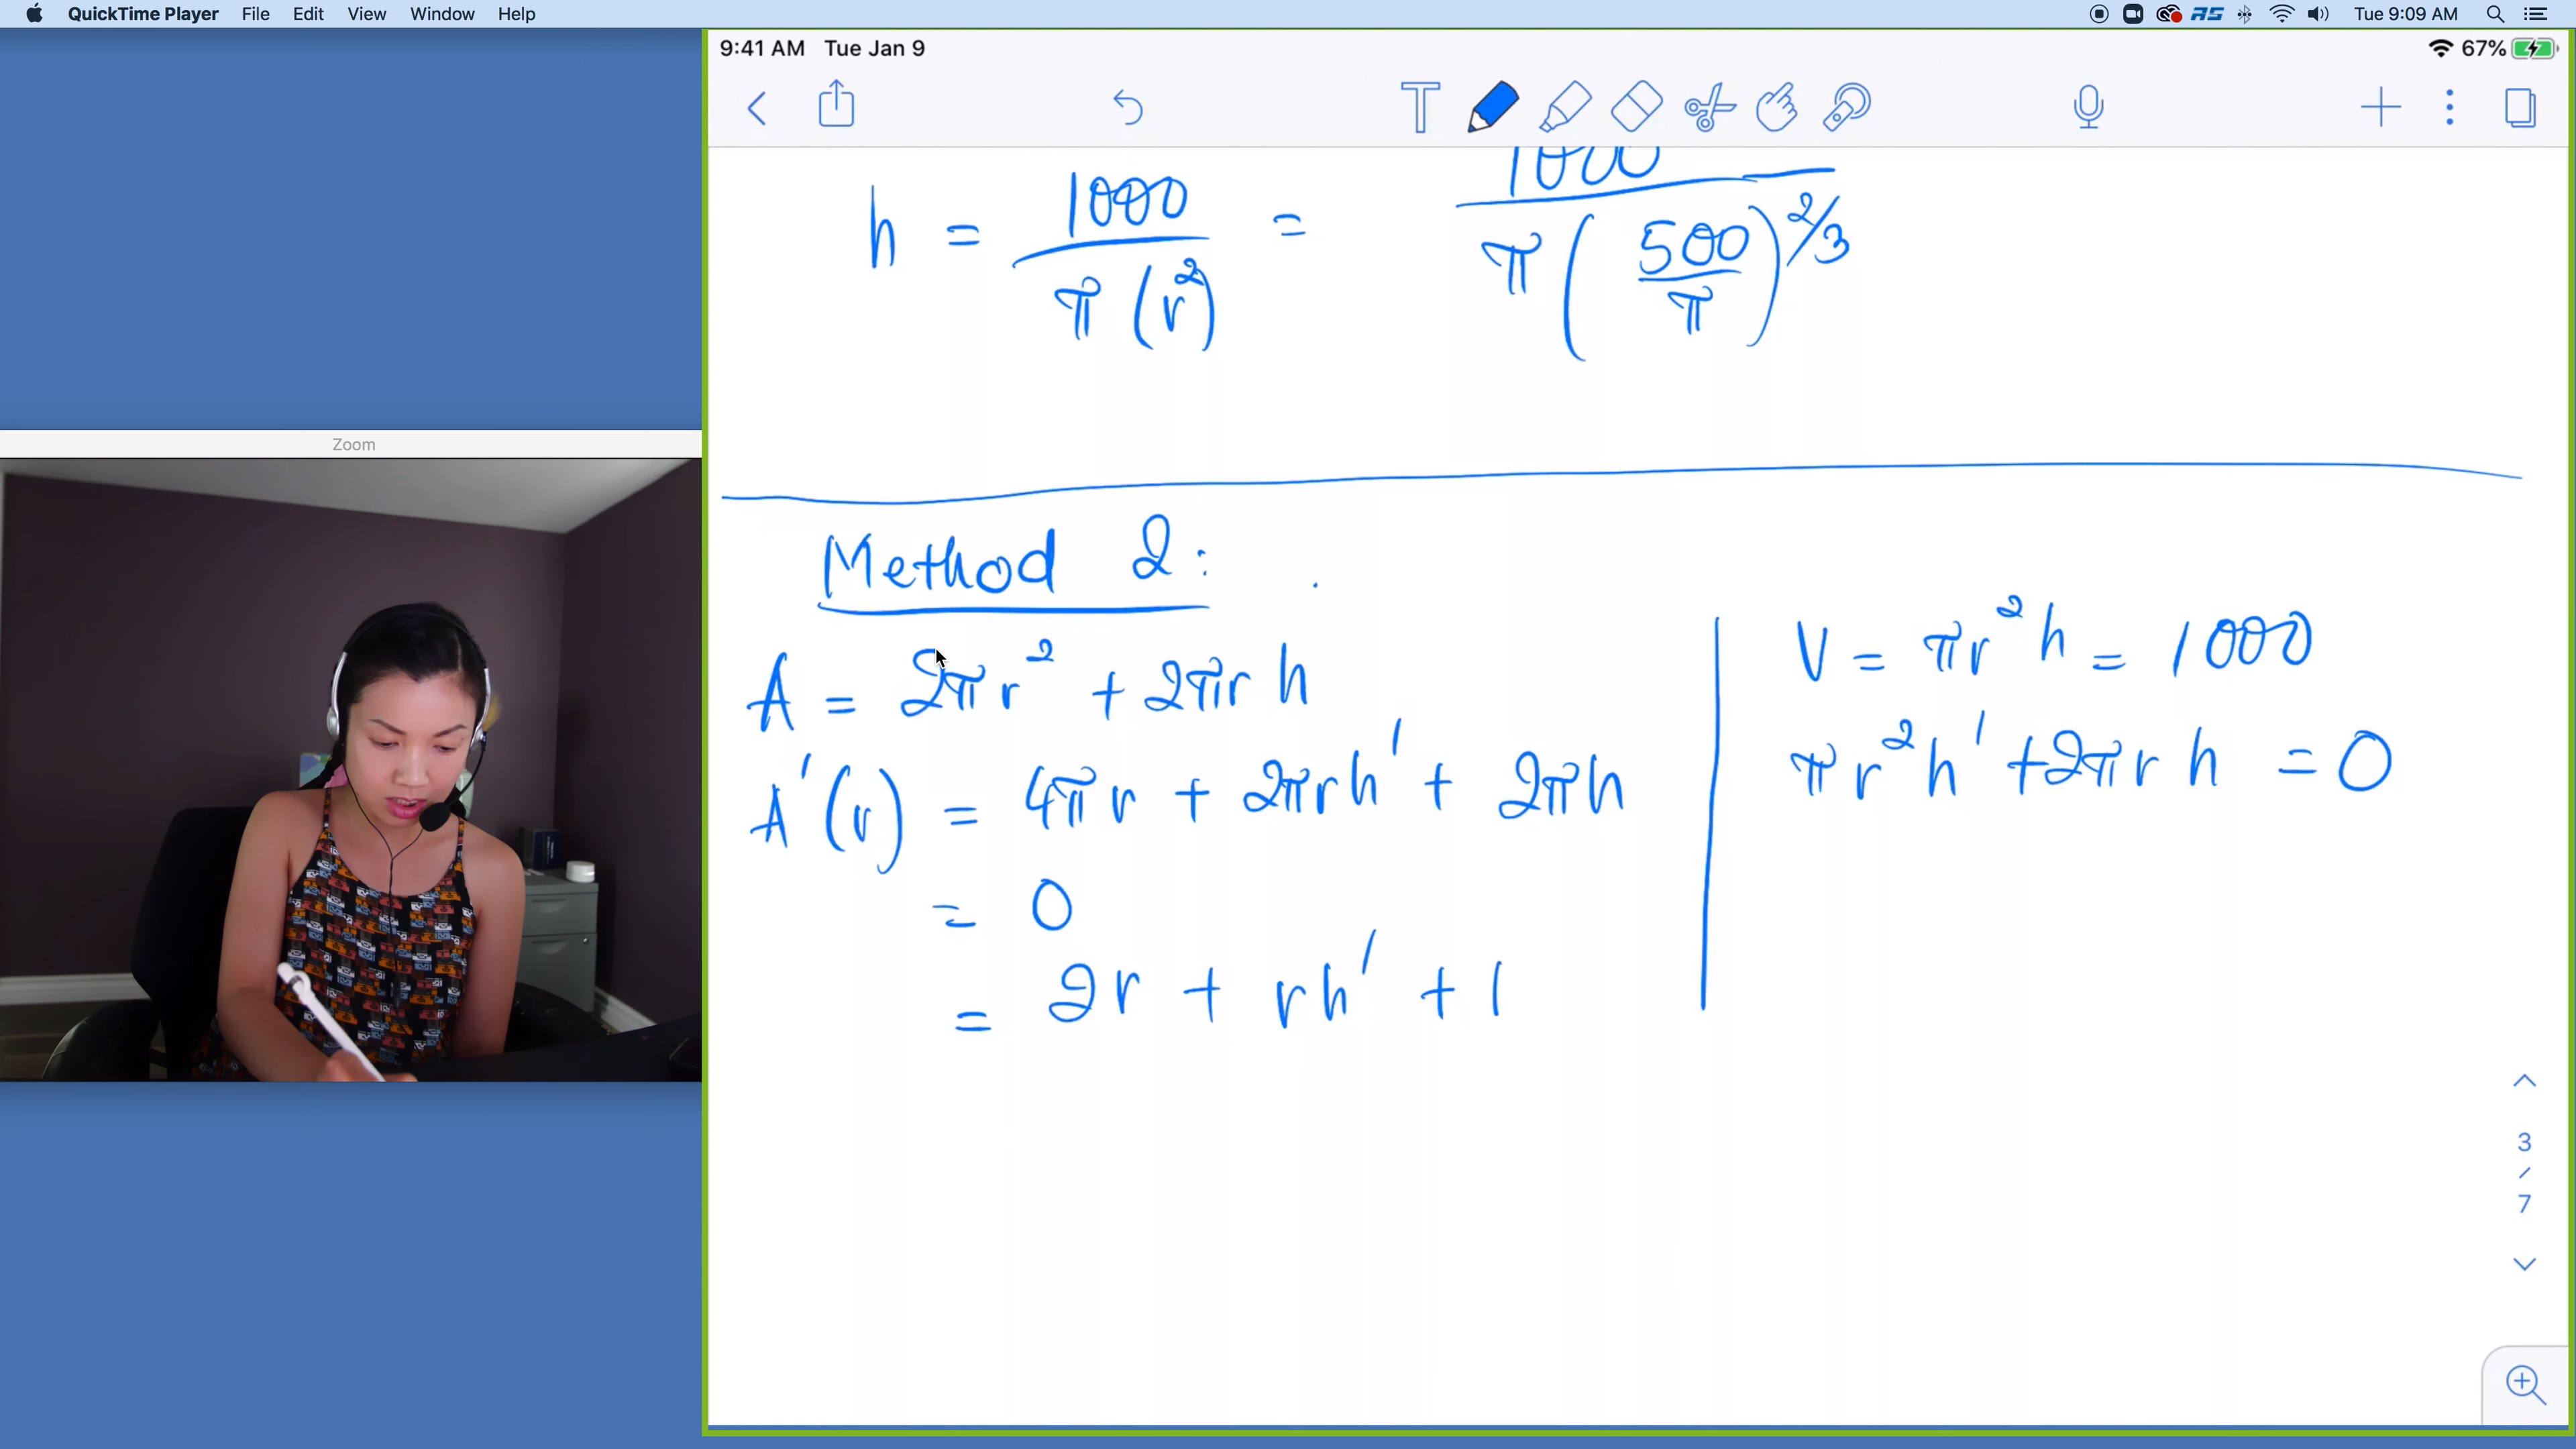 QuickTime Player File Edit View Window Help Tue 9:09 AM
9:41 AM Tue Jan 9 67%
T
h = 1000 / π (r²) = 1000 / π (500/π)^2/3
Zoom
Method 2:
A = 2πr² + 2πr h
A'(r) = 4πr + 2πrh' + 2πh
= 0
= 2r + rh' + l
V = πr²h = 1000
πr²h' + 2πr h = 0
3
/
7